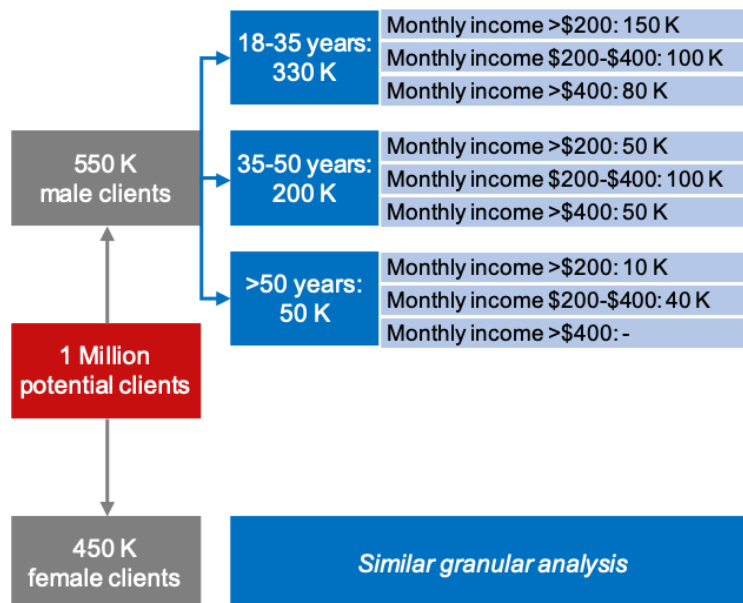 18-35 years:
330 K
Monthly income >$200: 150 K
Monthly income $200-$400: 100 K
Monthly income >$400: 80 K
550 K
male clients
35-50 years:
200 K
Monthly income >$200: 50 K
Monthly income $200-$400: 100 K
Monthly income >$400: 50 K
>50 years:
50 K
Monthly income >$200: 10 K
Monthly income $200-$400: 40 K
Monthly income >$400: -
1 Million
potential clients
450 K
female clients
Similar granular analysis